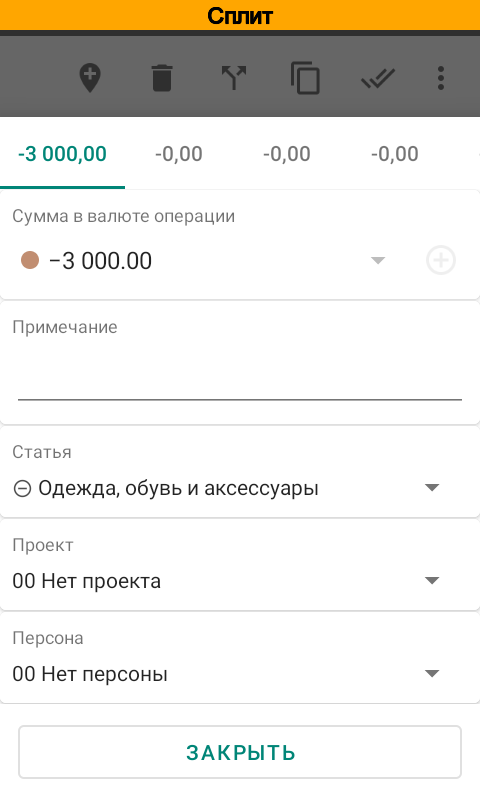 Сплит
-3 000,00 -0,00 -0,00 -0,00
Сумма в валюте операции
−3 000.00
Примечание
Статья
Одежда, обувь и аксессуары
Проект
00 Нет проекта
Персона
00 Нет персоны
ЗАКРЫТЬ